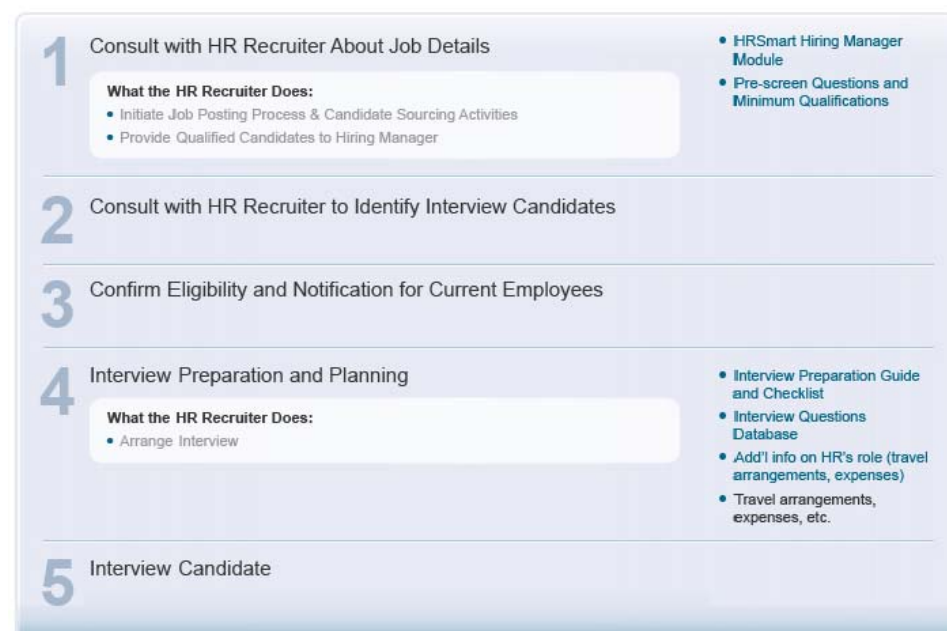 1
Consult with HR Recruiter About Job Details
What the HR Recruiter Does:
• Initiate Job Posting Process & Candidate Sourcing Activities
• Provide Qualified Candidates to Hiring Manager
• HRSmart Hiring Manager
Module
• Pre-screen Questions and
Minimum Qualifications
2
Consult with HR Recruiter to Identify Interview Candidates
3
Confirm Eligibility and Notification for Current Employees
4
Interview Preparation and Planning
What the HR Recruiter Does:
• Arrange Interview
• Interview Preparation Guide
and Checklist
• Interview Questions
Database
• Add'l info on HR's role (travel
arrangements, expenses)
• Travel arrangements,
expenses, etc.
5
Interview Candidate